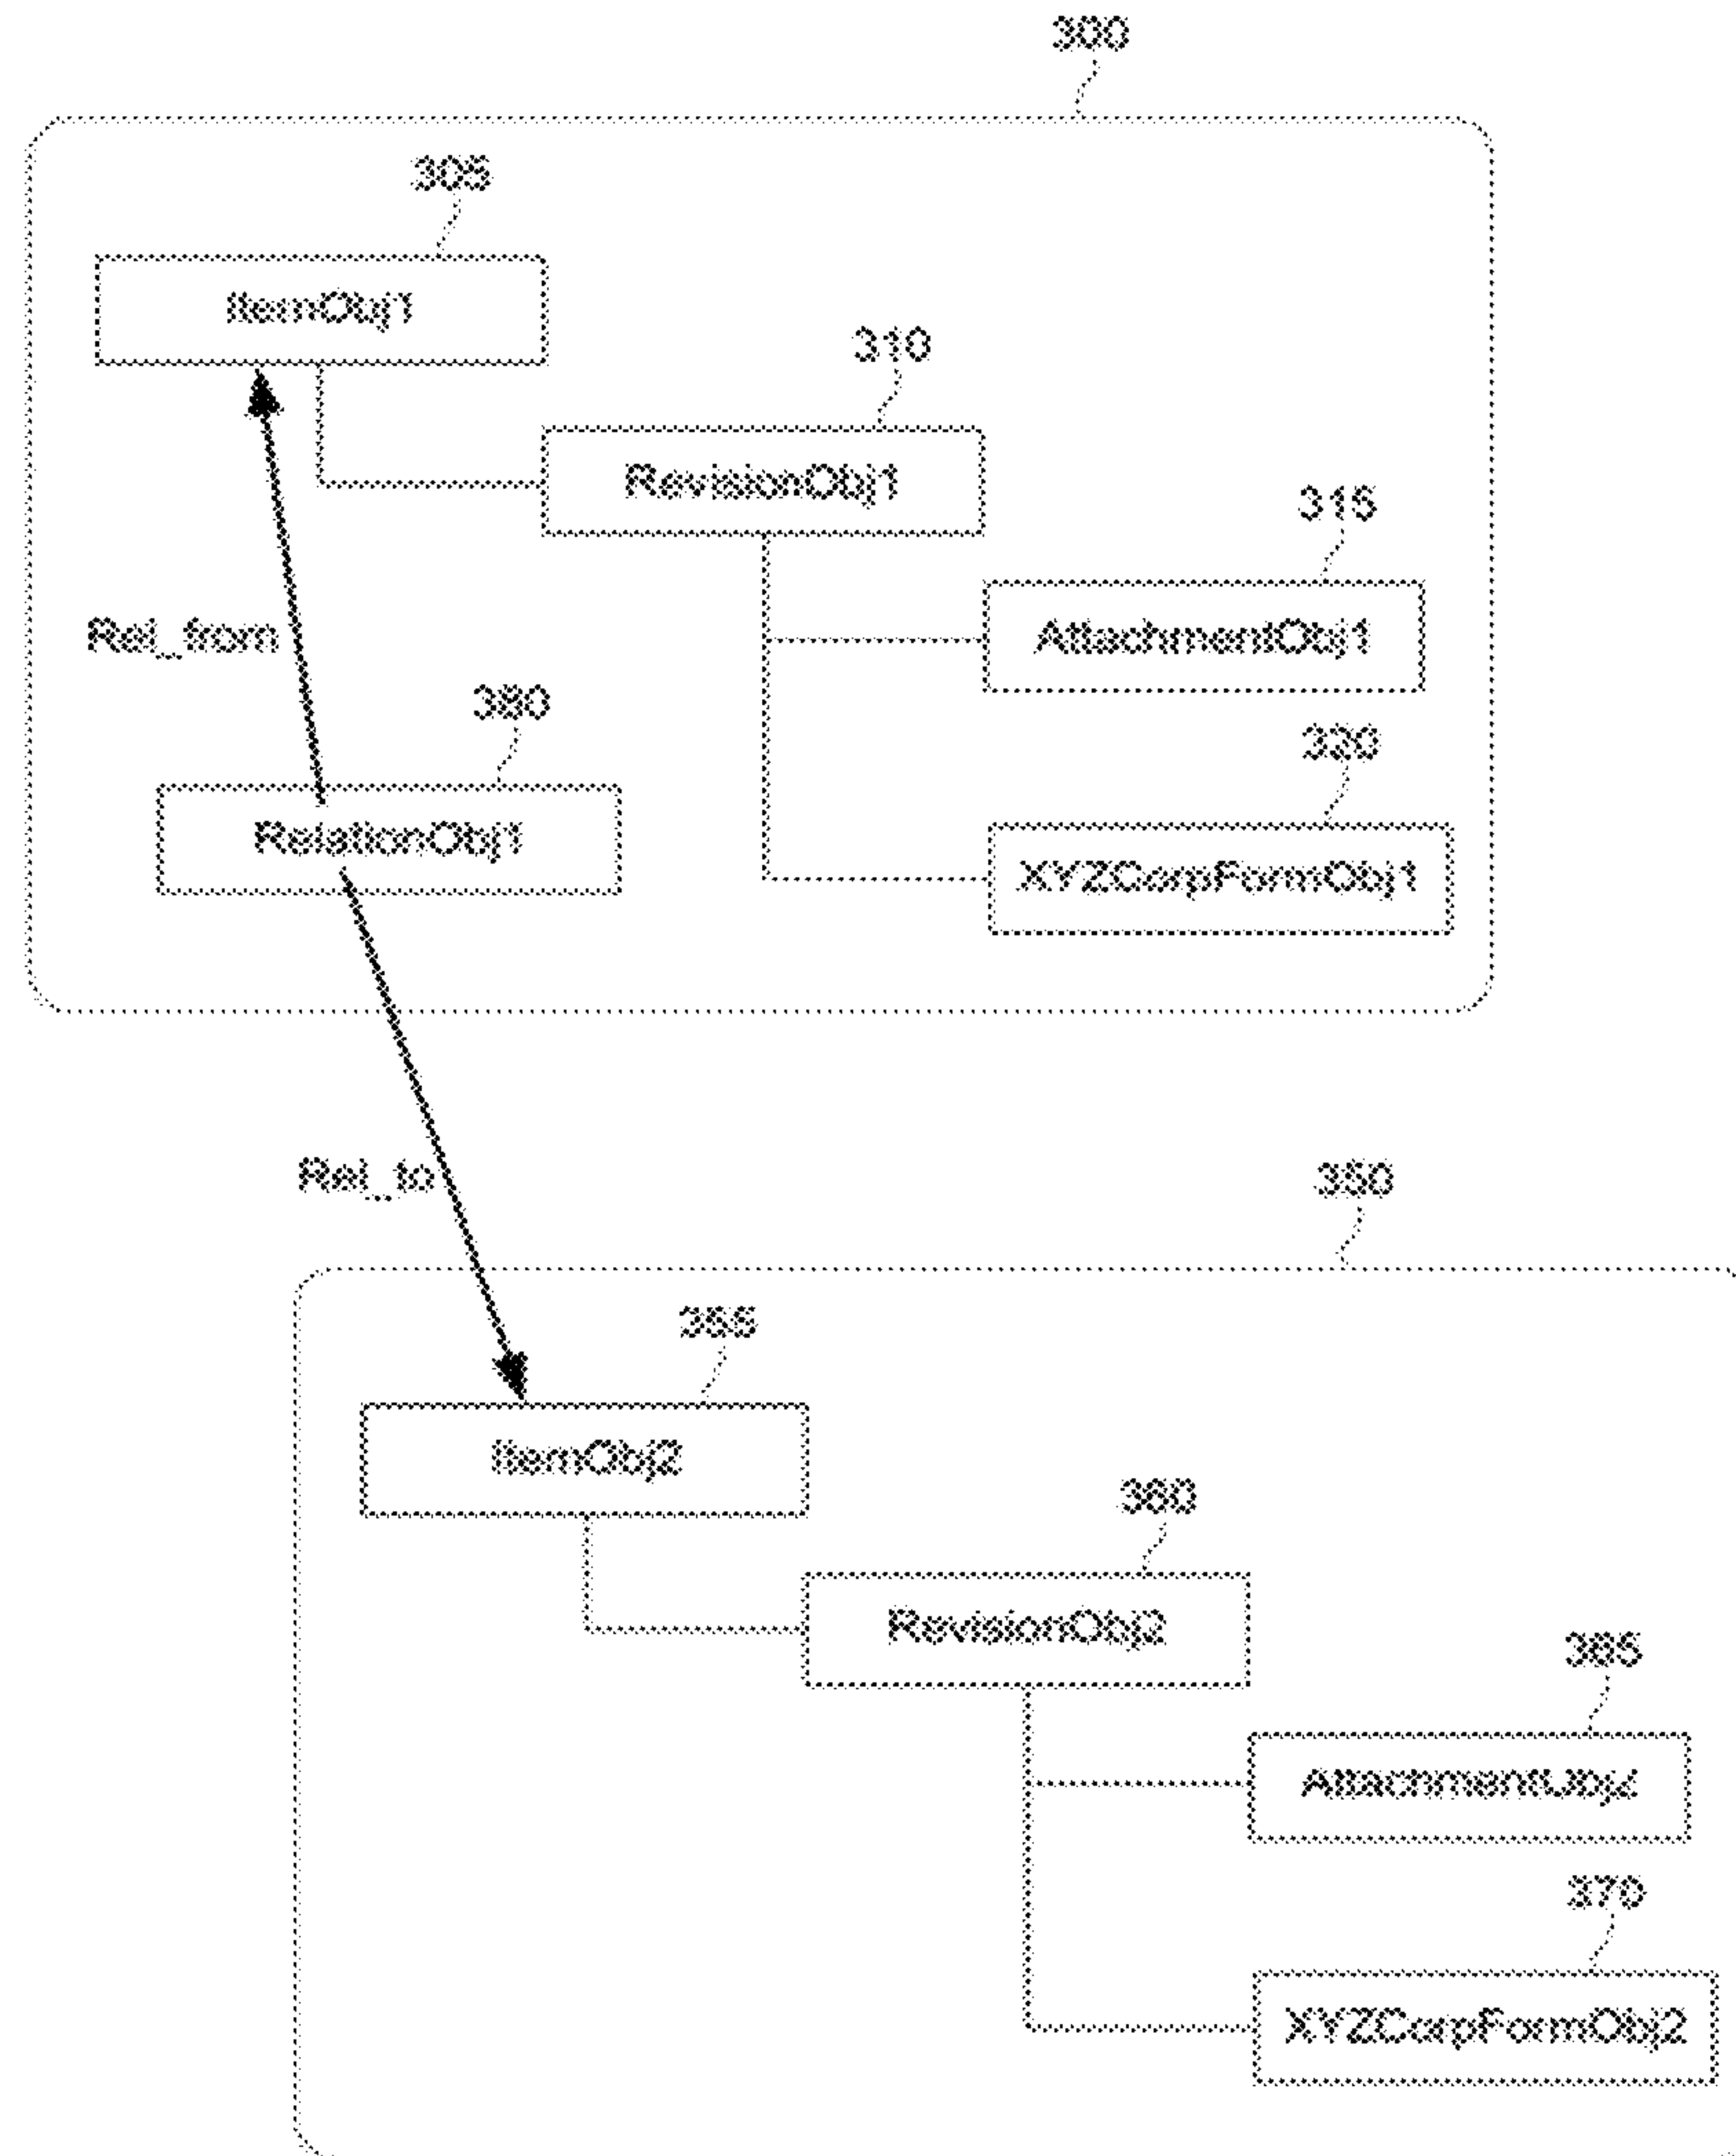 300
305
ItemObj1
310
RevisionObj1
315
AttachmentObj1
Rel_from
380
320
RelationObj1
XYZCorpFormObj1
Rel_to
350
355
ItemObj2
360
RevisionObj2
365
AttachmentObj2
370
XYZCorpFormObj2